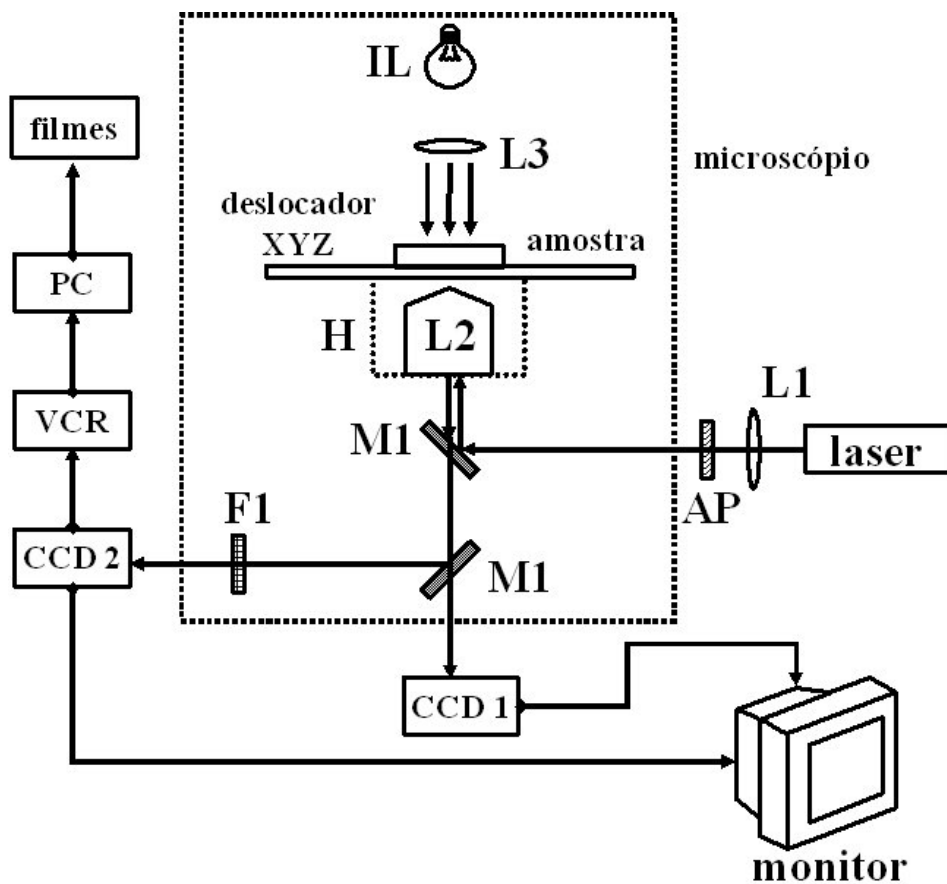 IL
filmes
L3
microscópio
deslocador
XYZ
amostra
PC
H
L2
L1
VCR
M1
laser
AP
F1
CCD 2
M1
CCD 1
monitor